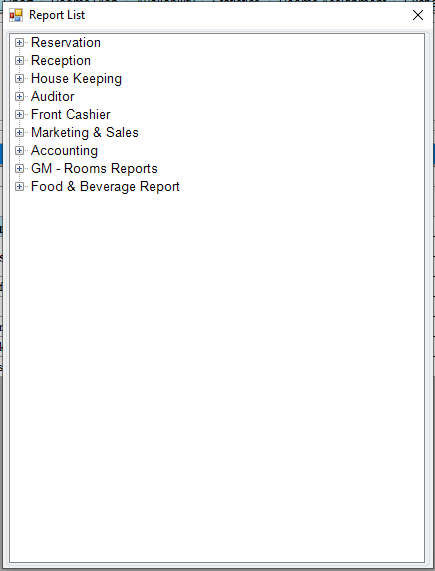 Report List
Reservation
Reception
House Keeping
Auditor
Front Cashier
Marketing & Sales
Accounting
GM - Rooms Reports
Food & Beverage Report